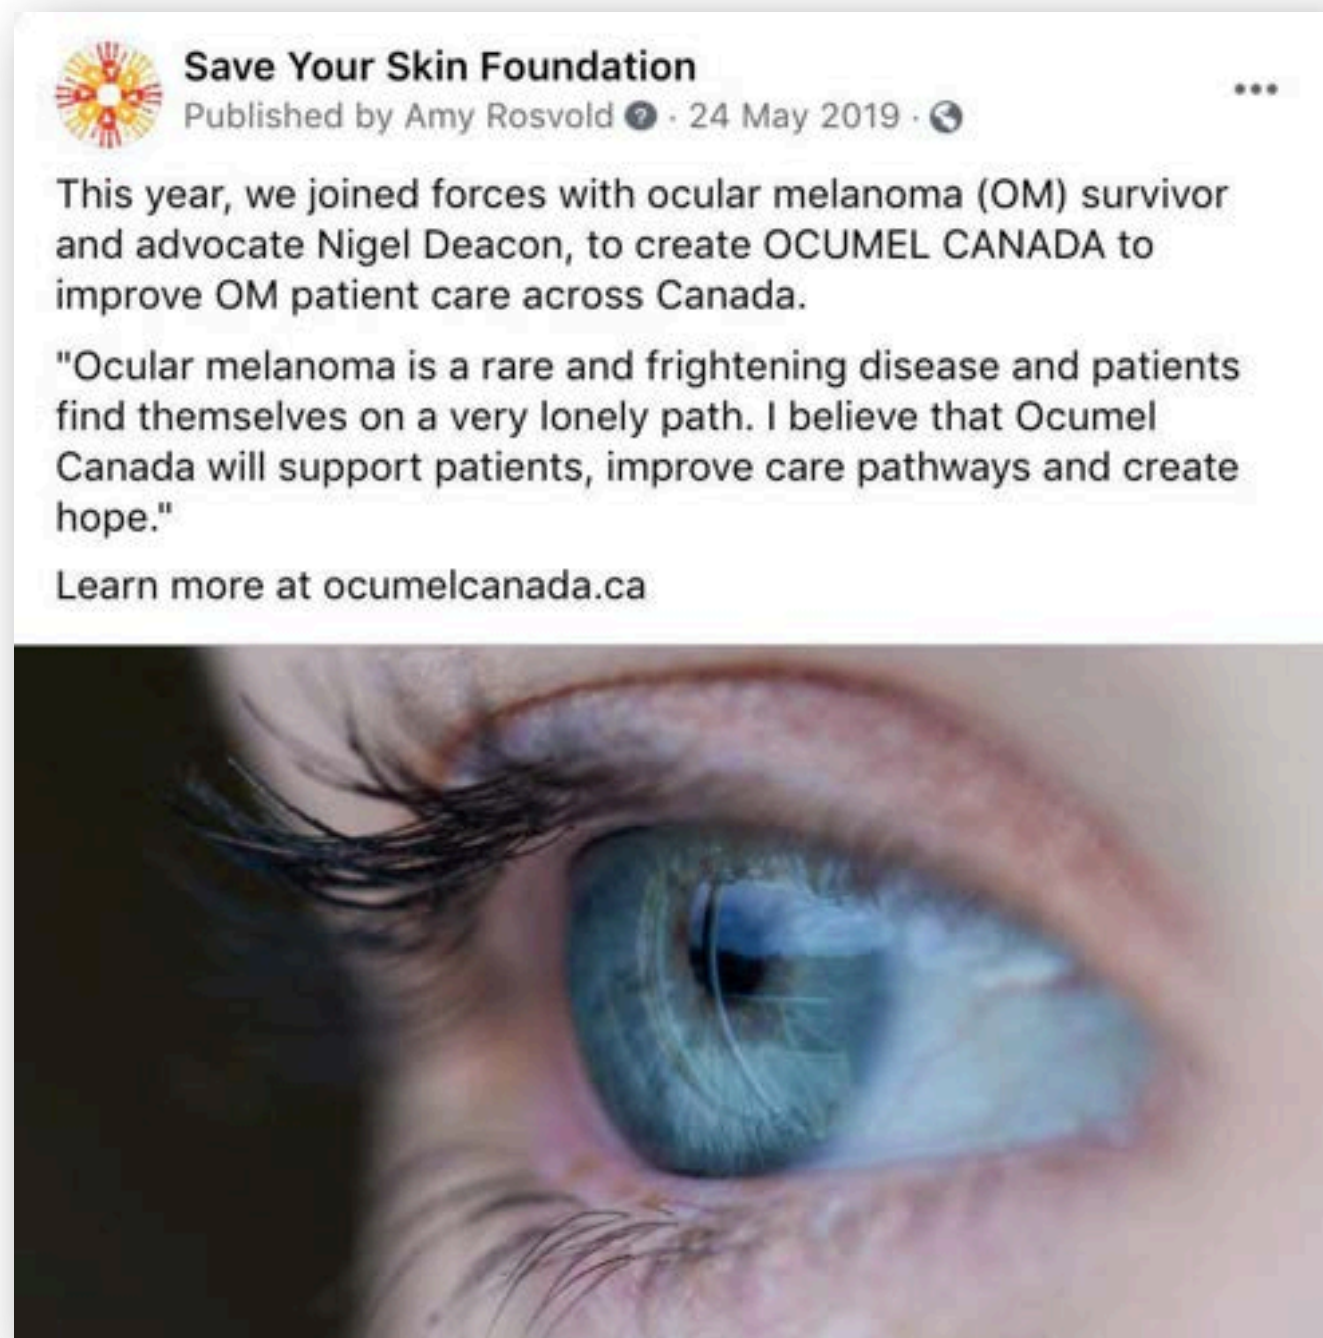 Save Your Skin Foundation
Published by Amy Rosvold · 24 May 2019 ·
This year, we joined forces with ocular melanoma (OM) survivor
and advocate Nigel Deacon, to create OCUMEL CANADA to
improve OM patient care across Canada.
"Ocular melanoma is a rare and frightening disease and patients
find themselves on a very lonely path. I believe that Ocumel
Canada will support patients, improve care pathways and create
hope."
Learn more at ocumelcanada.ca